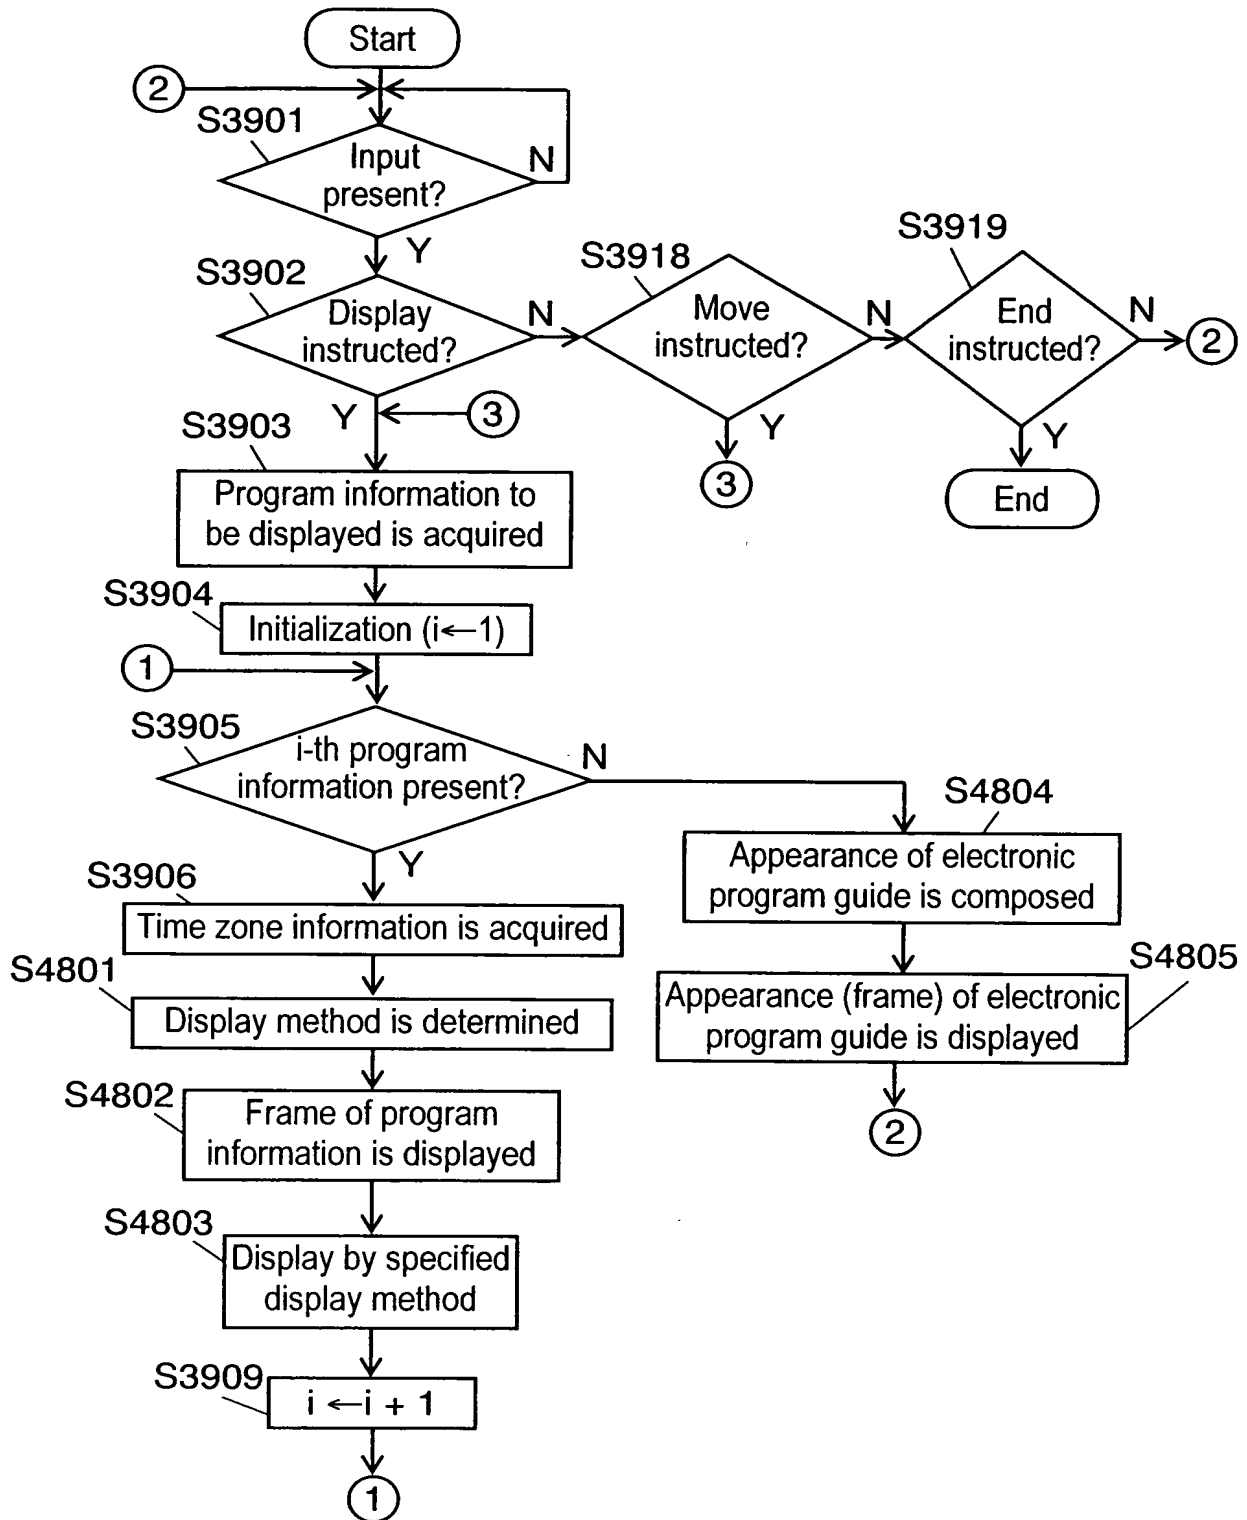 Start
2
S3901
Input
present?
N
Y
S3902
Display
instructed?
N
S3918
Move
instructed?
N
S3919
End
instructed?
N
2
Y
3
Y
3
Y
End
S3903
Program information to
be displayed is acquired
S3904
Initialization (i←1)
1
S3905
i-th program
information present?
N
Y
S4804
Appearance of electronic
program guide is composed
S3906
Time zone information is acquired
S4805
Appearance (frame) of electronic
program guide is displayed
2
S4801
Display method is determined
S4802
Frame of program
information is displayed
S4803
Display by specified
display method
S3909
i ←i + 1
1